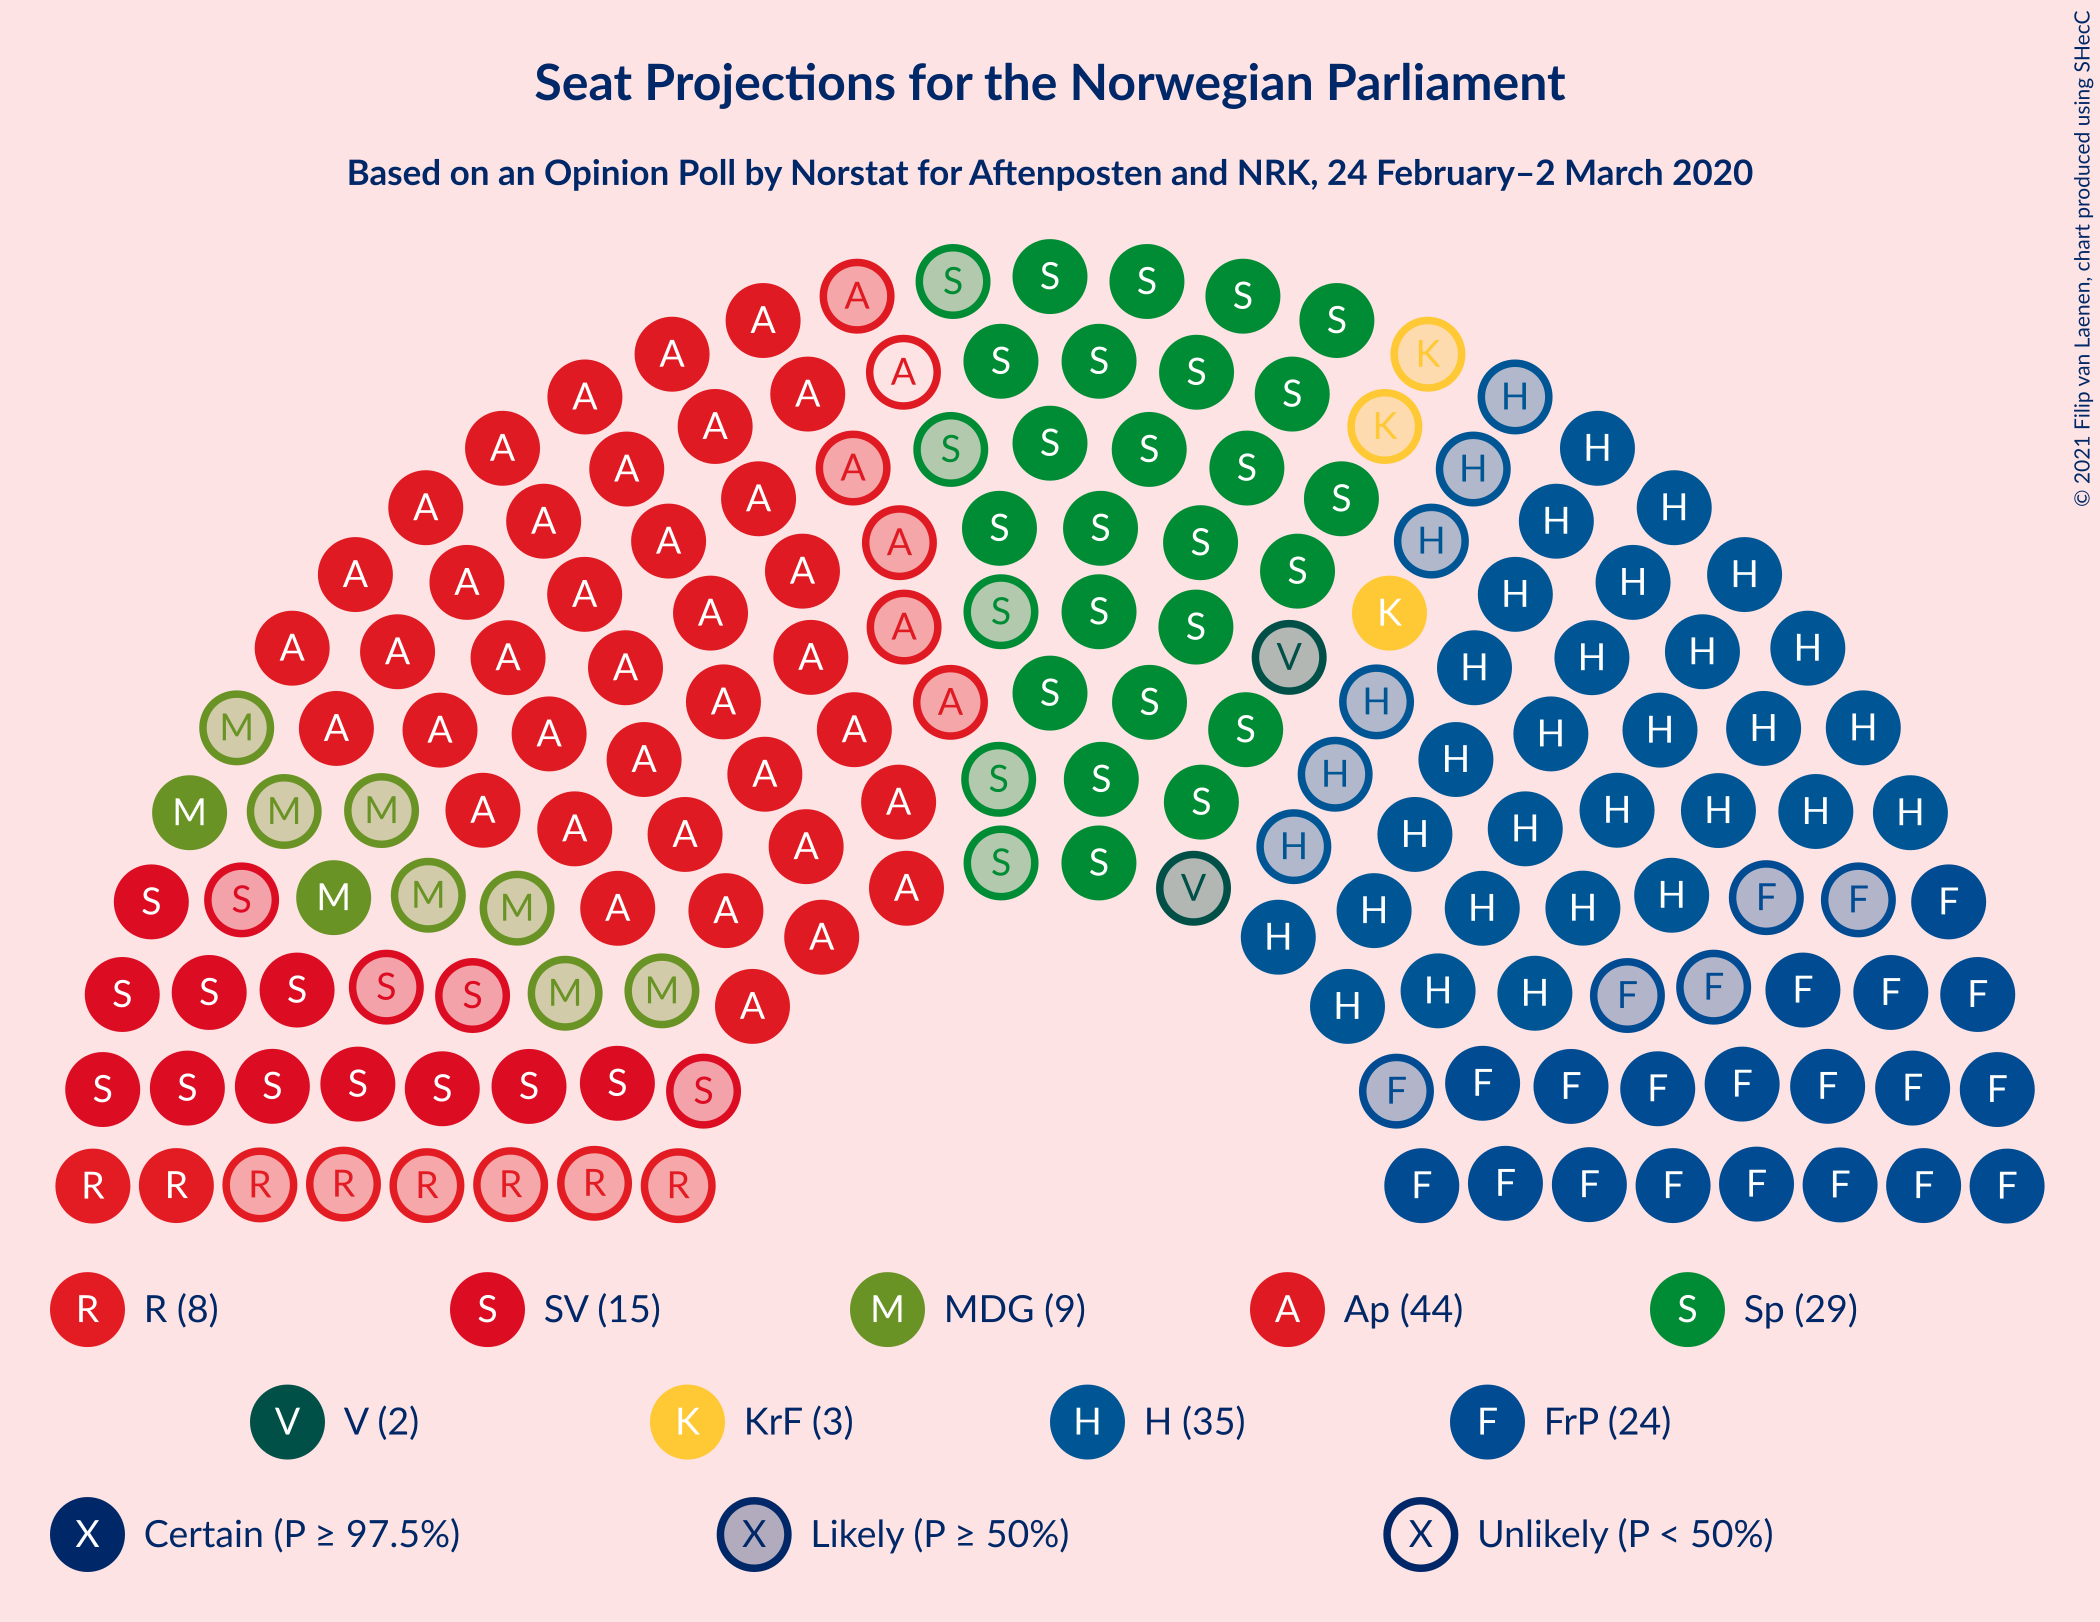 Seat Projections for the Norwegian Parliament
Based on an Opinion Poll by Norstat for Aftenposten and NRK, 24 February–2 March 2020
© 2021 Filip van Laenen, chart produced using SHecC
A S S S S
A S
A K
A A S S S H
A A S K H
A A S S S H
A A A S S H
A A A S H H
A A A S S S S H H
A A A A S K H H H
A A A S S S V H H H
A A A A S S H H H H
M A A A A S H H H H
M M M A A A A S S S H H H H H H
S S M M M A A A A S S V H H H H H H F F F
S S S S S M M A A H H H H F F F F F
S S S S S S S S F F F F F F F F
R R R R R R R R F F F F F F F F
R R (8) S SV (15) M MDG (9) A Ap (44) S Sp (29)
V V (2) K KrF (3) H H (35) F FrP (24)
X Certain (P ≥ 97.5%) X Likely (P ≥ 50%) X Unlikely (P < 50%)